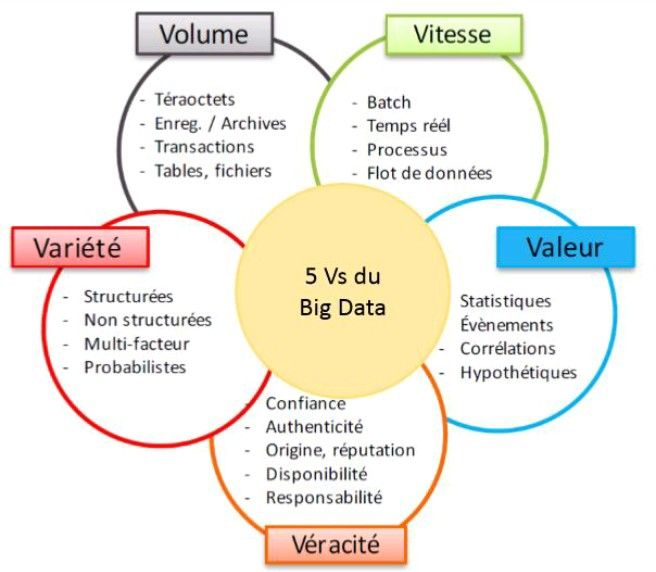 Volume
- Téraoctets
- Enreg. / Archives
- Transactions
- Tables, fichiers
Vitesse
- Batch
- Temps réél
- Processus
- Flot de données
Variété
- Structurées
- Non structurées
- Multi-facteur
- Probabilistes
5 Vs du
Big Data
Valeur
Statistiques
Évènements
- Corrélations
- Hypothétiques
- Confiance
- Authenticité
- Origine, réputation
- Disponibilité
- Responsabilité
Véracité